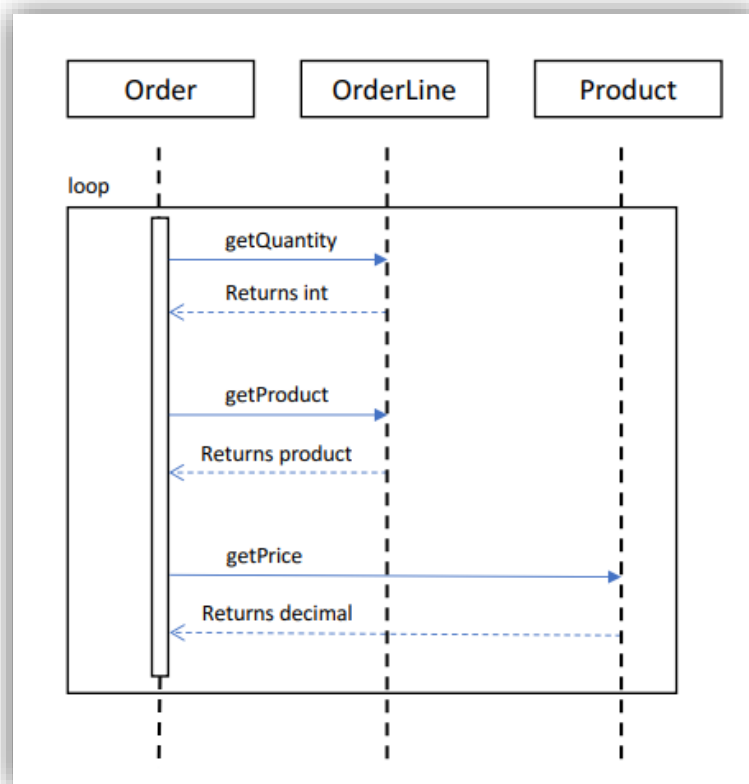 Order
OrderLine
Product
loop
getQuantity
Returns int
getProduct
Returns product
getPrice
Returns decimal